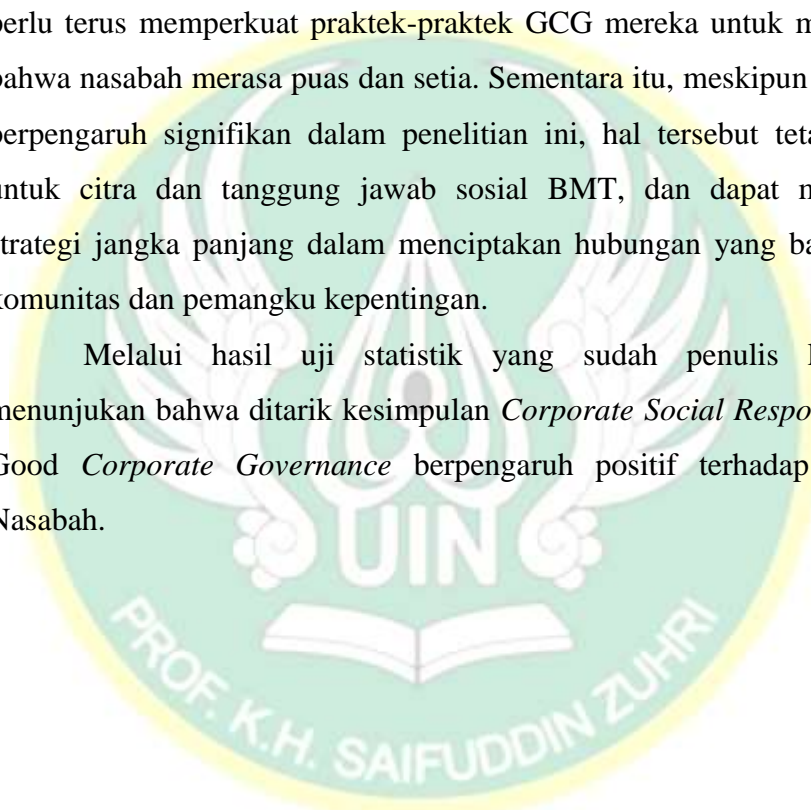 perlu terus memperkuat praktek-praktek GCG mereka untuk m
bahwa nasabah merasa puas dan setia. Sementara itu, meskipun
berpengaruh signifikan dalam penelitian ini, hal tersebut teta
untuk citra dan tanggung jawab sosial BMT, dan dapat m
strategi jangka panjang dalam menciptakan hubungan yang ba
komunitas dan pemangku kepentingan.
Melalui hasil uji statistik yang sudah penulis
menunjukan bahwa ditarik kesimpulan Corporate Social Respo
Good Corporate Governance berpengaruh positif terhadap
Nasabah.
UIN
PROF. K.H. SAIFUDDIN ZUHRI